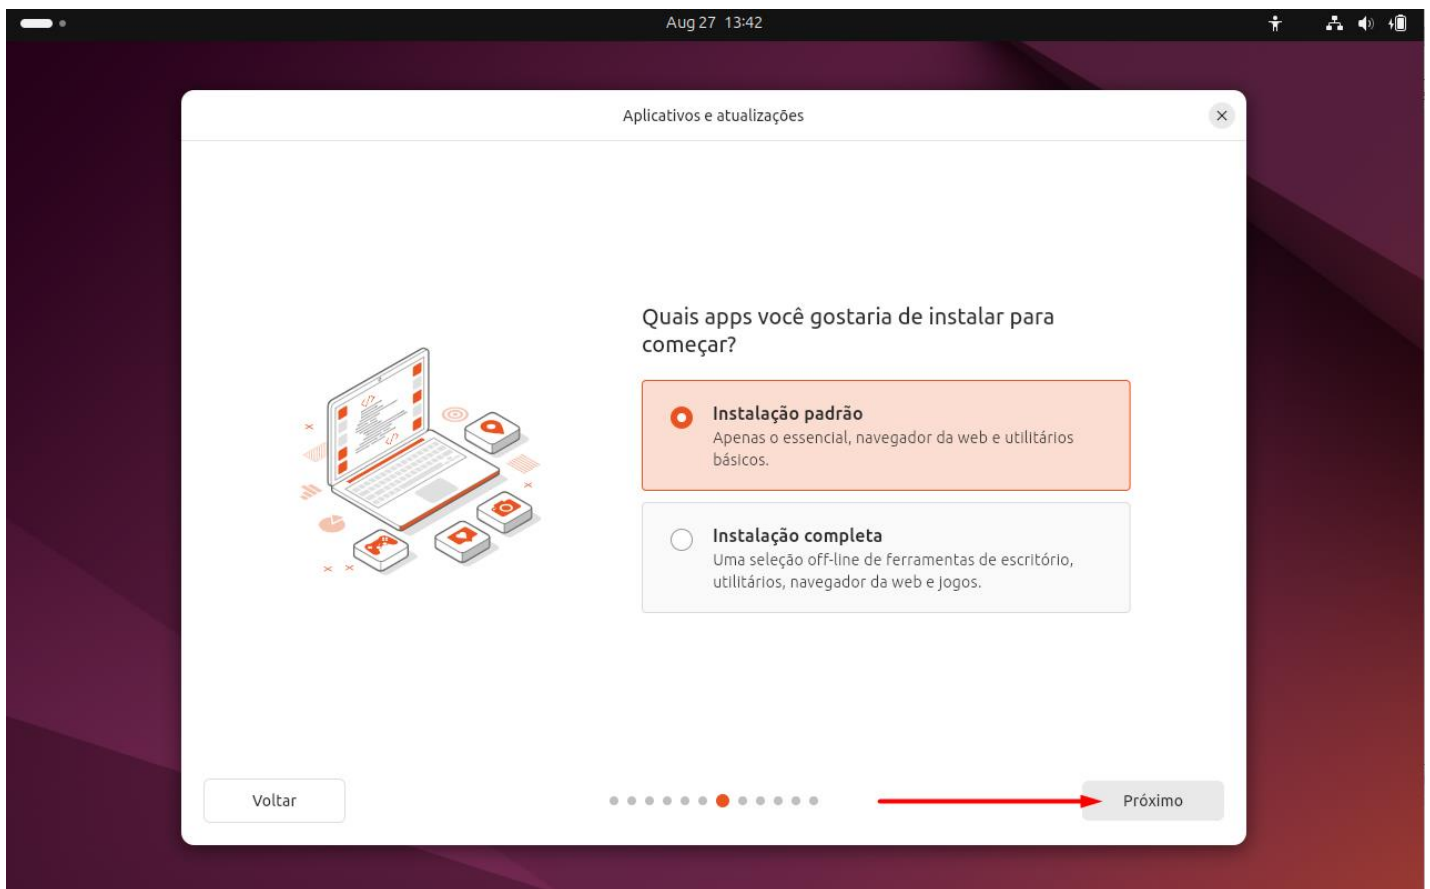 Aug 27 13:42
Aplicativos e atualizações
Quais apps você gostaria de instalar para
começar?
Instalação padrão
Apenas o essencial, navegador da web e utilitários
básicos.
Instalação completa
Uma seleção off-line de ferramentas de escritório,
utilitários, navegador da web e jogos.
Voltar
Próximo